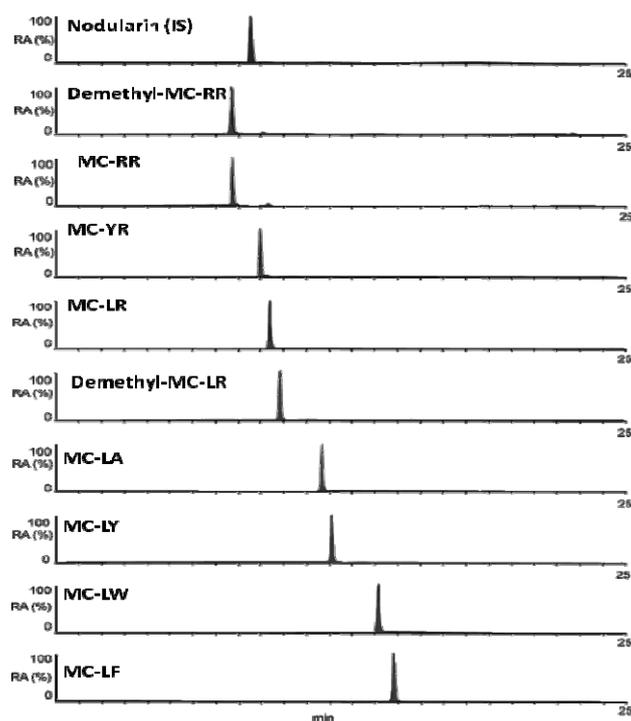 100
Nodularin (IS)
RA (%)
0
25
100
Demethyl-MC-RR
RA (%)
0
25
100
MC-RR
RA (%)
0
25
100
MC-YR
RA (%)
0
25
100
MC-LR
RA (%)
0
25
100
Demethyl-MC-LR
RA (%)
0
25
100
MC-LA
RA (%)
0
25
100
MC-LY
RA (%)
0
25
100
MC-LW
RA (%)
0
25
100
MC-LF
RA (%)
0
25
min